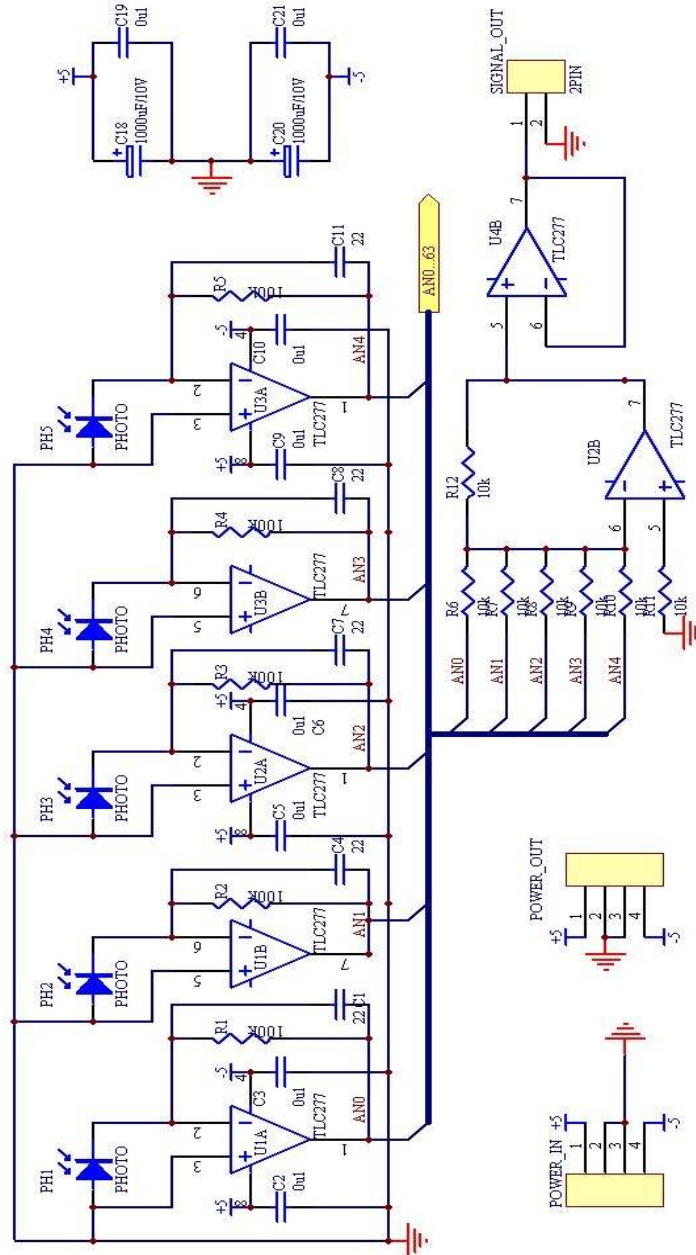 +5
C19
0u1
C18
1000uF/10V
C21
0u1
C20
1000uF/10V
-5
PH1
PHOTO
2
3
U1A
TLC277
1
+5
8
C2
0u1
-5
4
C3
0u1
R1
100k
C1
22
AN0
PH2
PHOTO
6
5
U1B
TLC277
7
R2
100k
C4
22
AN1
PH3
PHOTO
2
3
U2A
TLC277
1
+5
8
C5
0u1
+5
4
C6
0u1
R3
100k
C7
22
AN2
PH4
PHOTO
6
5
U3B
TLC277
7
R4
100k
C8
22
AN3
PH5
PHOTO
2
3
U3A
TLC277
1
+5
8
C9
0u1
-5
4
C10
0u1
R5
100k
C11
22
AN4
AN0...63
POWER_IN
+5
1
2
3
4
-5
POWER_OUT
+5
1
2
3
4
-5
AN0
R6
10k
AN1
R7
10k
AN2
R8
10k
AN3
R9
10k
AN4
R10
10k
R11
10k
R12
10k
6
5
U2B
TLC277
7
5
6
U4B
TLC277
7
SIGNAL_OUT
1
2
2PIN